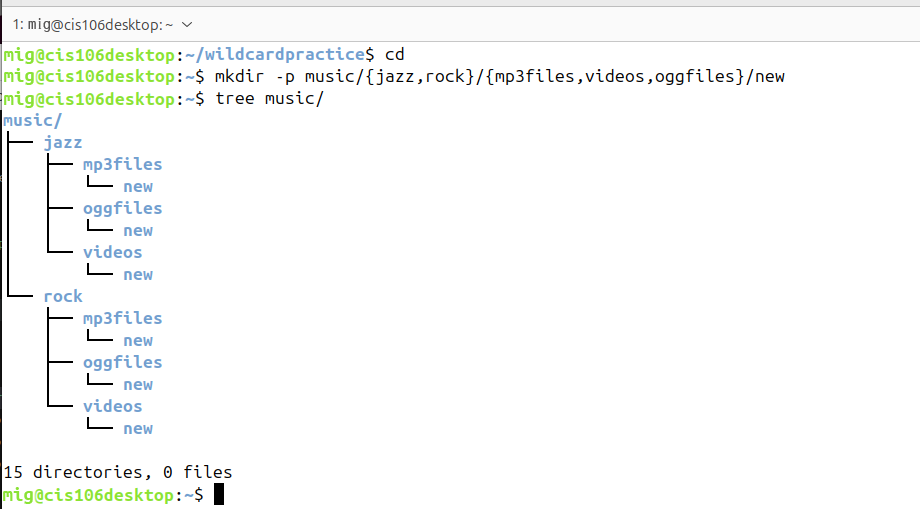 1: mig@cis106desktop: ~
mig@cis106desktop:~/wildcardpractice$ cd
mig@cis106desktop:~$ mkdir -p music/{jazz,rock}/{mp3files,videos,oggfiles}/new
mig@cis106desktop:~$ tree music/
music/
├── jazz
│   ├── mp3files
│   │   └── new
│   ├── oggfiles
│   │   └── new
│   └── videos
│       └── new
└── rock
    ├── mp3files
    │   └── new
    ├── oggfiles
    │   └── new
    └── videos
        └── new
15 directories, 0 files
mig@cis106desktop:~$